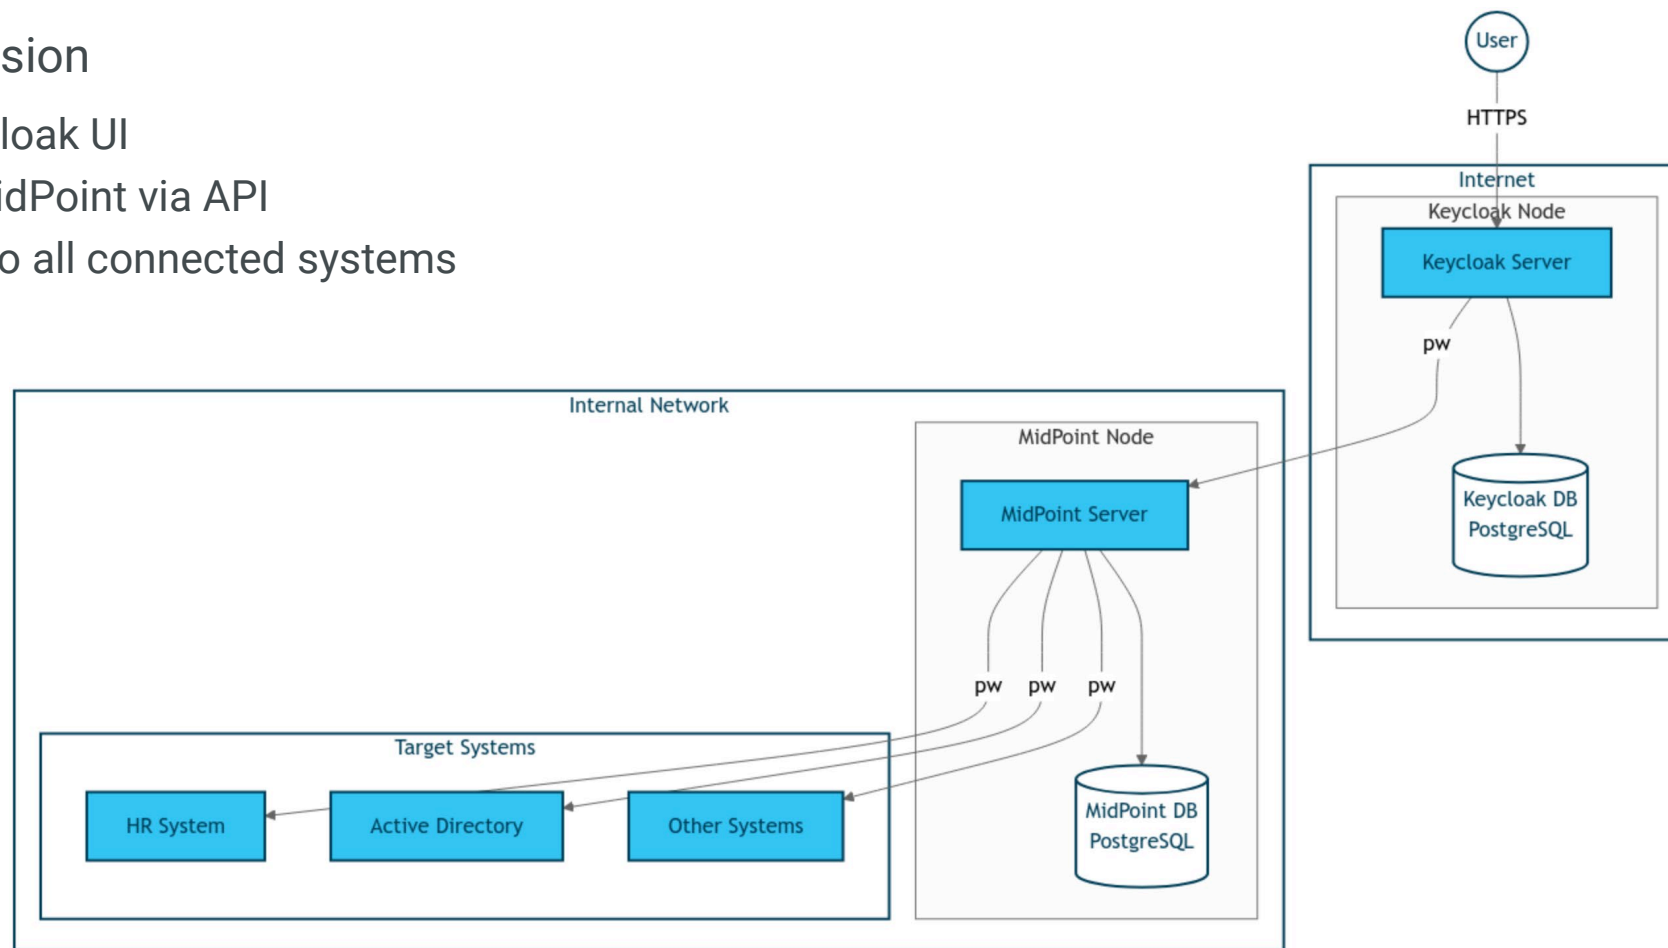 sion
loak UI
idPoint via API
o all connected systems
User
HTTPS
Internet
Keycloak Node
Keycloak Server
pw
Keycloak DB
PostgreSQL
Internal Network
MidPoint Node
MidPoint Server
pw pw pw
Target Systems
HR System
Active Directory
Other Systems
MidPoint DB
PostgreSQL